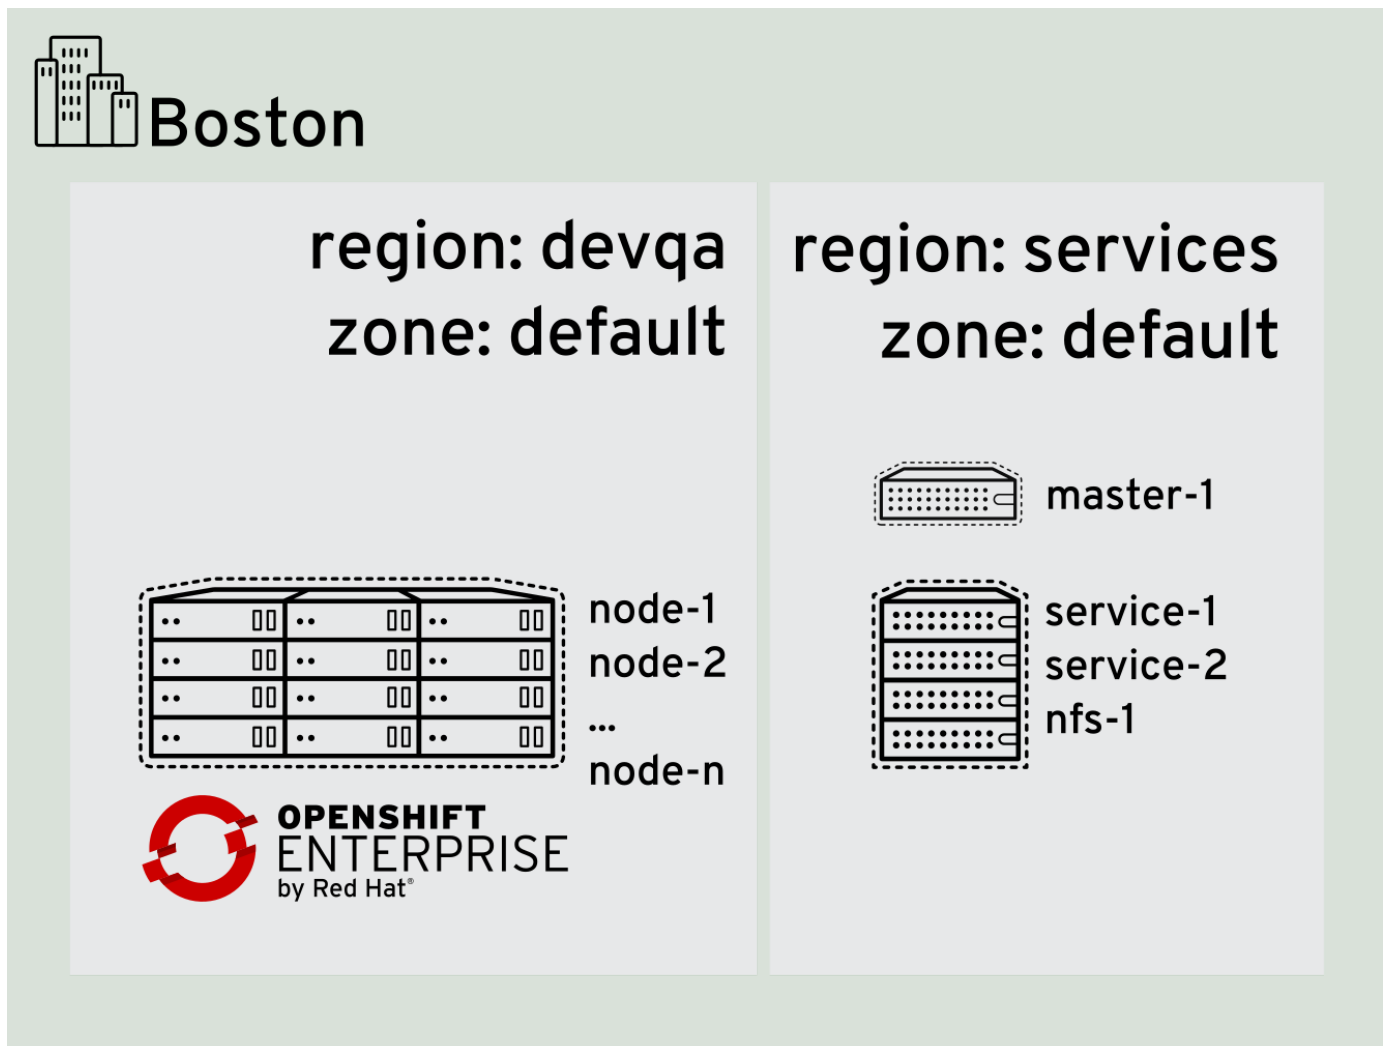 Boston
region: devqa
zone: default
node-1
node-2
...
node-n
OPENSHIFT
ENTERPRISE
by Red Hat®
region: services
zone: default
master-1
service-1
service-2
nfs-1